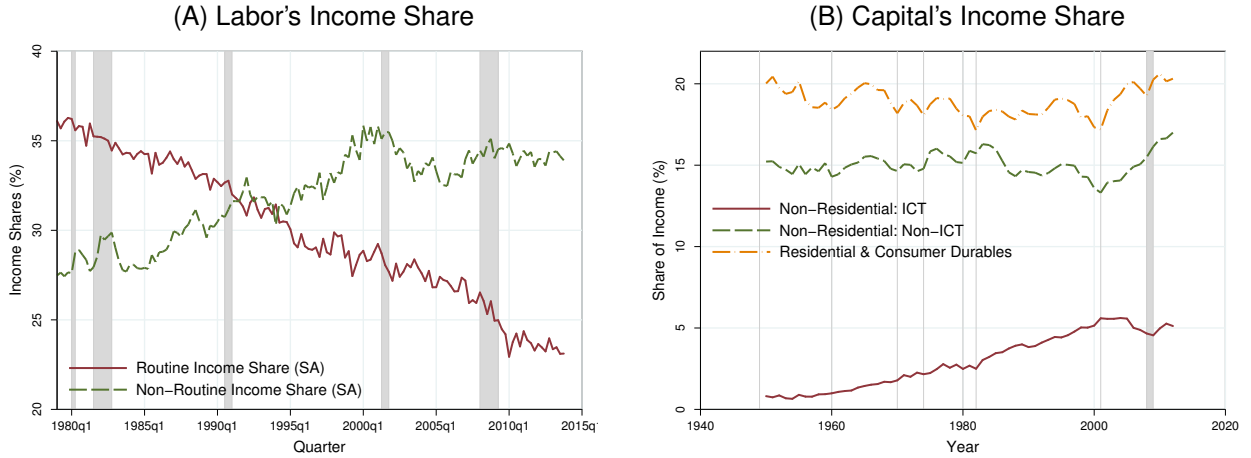 (A) Labor's Income Share
Income Shares (%)
40
35
30
25
20
Routine Income Share (SA)
Non−Routine Income Share (SA)
1980q1 1985q1 1990q1 1995q1 2000q1 2005q1 2010q1 2015q
Quarter
(B) Capital's Income Share
Share of Income (%)
20
15
10
5
0
Non−Residential: ICT
Non−Residential: Non−ICT
Residential & Consumer Durables
1940 1960 1980 2000 2020
Year